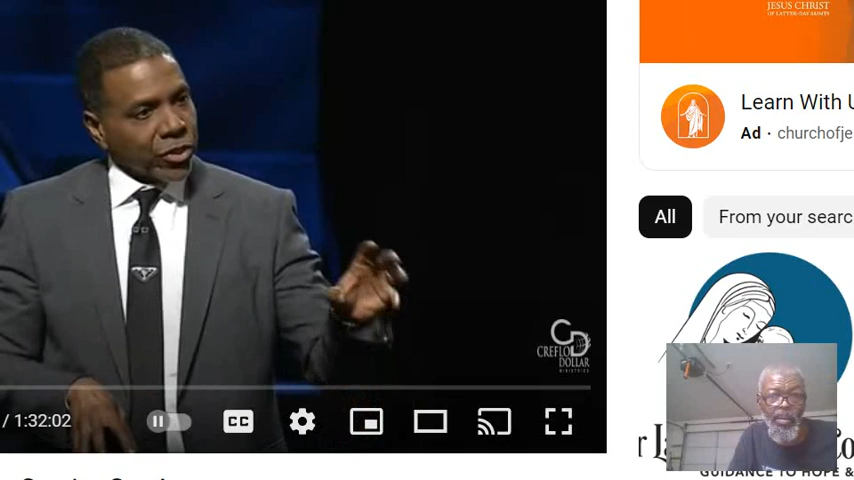 JESUS CHRIST
OF LATTER-DAY SAINTS
Learn With U
Ad · churchofje
All
From your searc
CREFLO
DOLLAR
MINISTRIES
/ 1:32:02
CC
GUIDANCE TO HOPE &